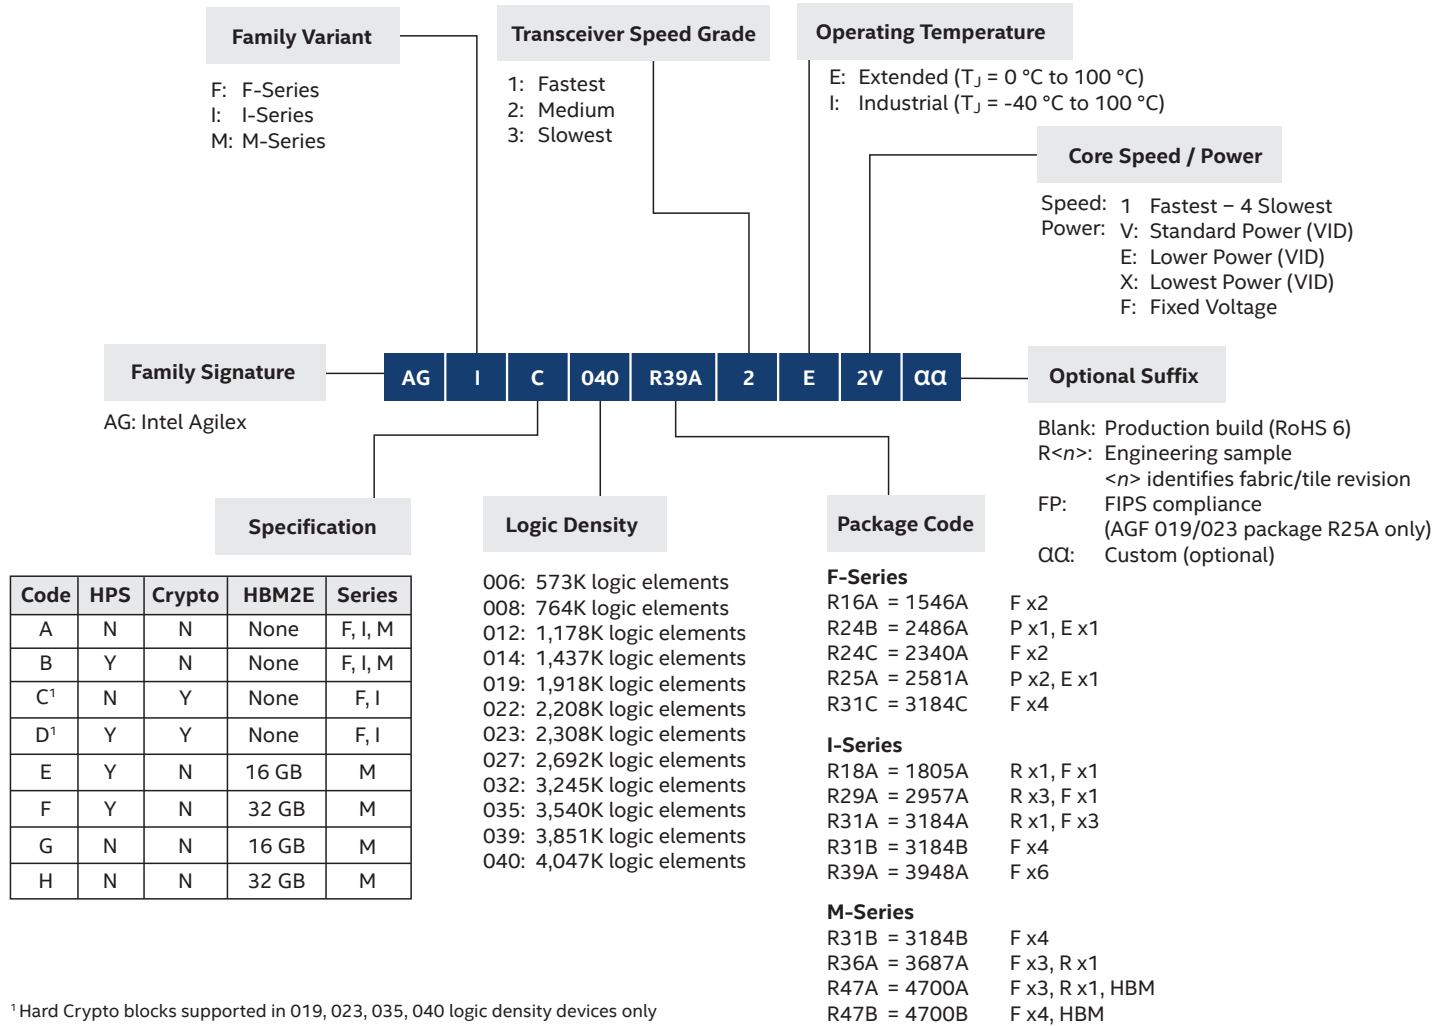 Family Variant
F: F-Series
I: I-Series
M: M-Series
Transceiver Speed Grade
1: Fastest
2: Medium
3: Slowest
Operating Temperature
E: Extended (TJ = 0 °C to 100 °C)
I: Industrial (TJ = -40 °C to 100 °C)
Core Speed / Power
Speed: 1 Fastest – 4 Slowest
Power: V: Standard Power (VID)
E: Lower Power (VID)
X: Lowest Power (VID)
F: Fixed Voltage
Family Signature
AG: Intel Agilex
AG I C 040 R39A 2 E 2V αα
Optional Suffix
Blank: Production build (RoHS 6)
R<n>: Engineering sample
<n> identifies fabric/tile revision
FP: FIPS compliance
(AGF 019/023 package R25A only)
αα: Custom (optional)
Specification
Code HPS Crypto HBM2E Series
A N N None F, I, M
B Y N None F, I, M
C¹ N Y None F, I
D¹ Y Y None F, I
E Y N 16 GB M
F Y N 32 GB M
G N N 16 GB M
H N N 32 GB M
Logic Density
006: 573K logic elements
008: 764K logic elements
012: 1,178K logic elements
014: 1,437K logic elements
019: 1,918K logic elements
022: 2,208K logic elements
023: 2,308K logic elements
027: 2,692K logic elements
032: 3,245K logic elements
035: 3,540K logic elements
039: 3,851K logic elements
040: 4,047K logic elements
Package Code
F-Series
R16A = 1546A F x2
R24B = 2486A P x1, E x1
R24C = 2340A F x2
R25A = 2581A P x2, E x1
R31C = 3184C F x4
I-Series
R18A = 1805A R x1, F x1
R29A = 2957A R x3, F x1
R31A = 3184A R x1, F x3
R31B = 3184B F x4
R39A = 3948A F x6
M-Series
R31B = 3184B F x4
R36A = 3687A F x3, R x1
R47A = 4700A F x3, R x1, HBM
R47B = 4700B F x4, HBM
¹ Hard Crypto blocks supported in 019, 023, 035, 040 logic density devices only